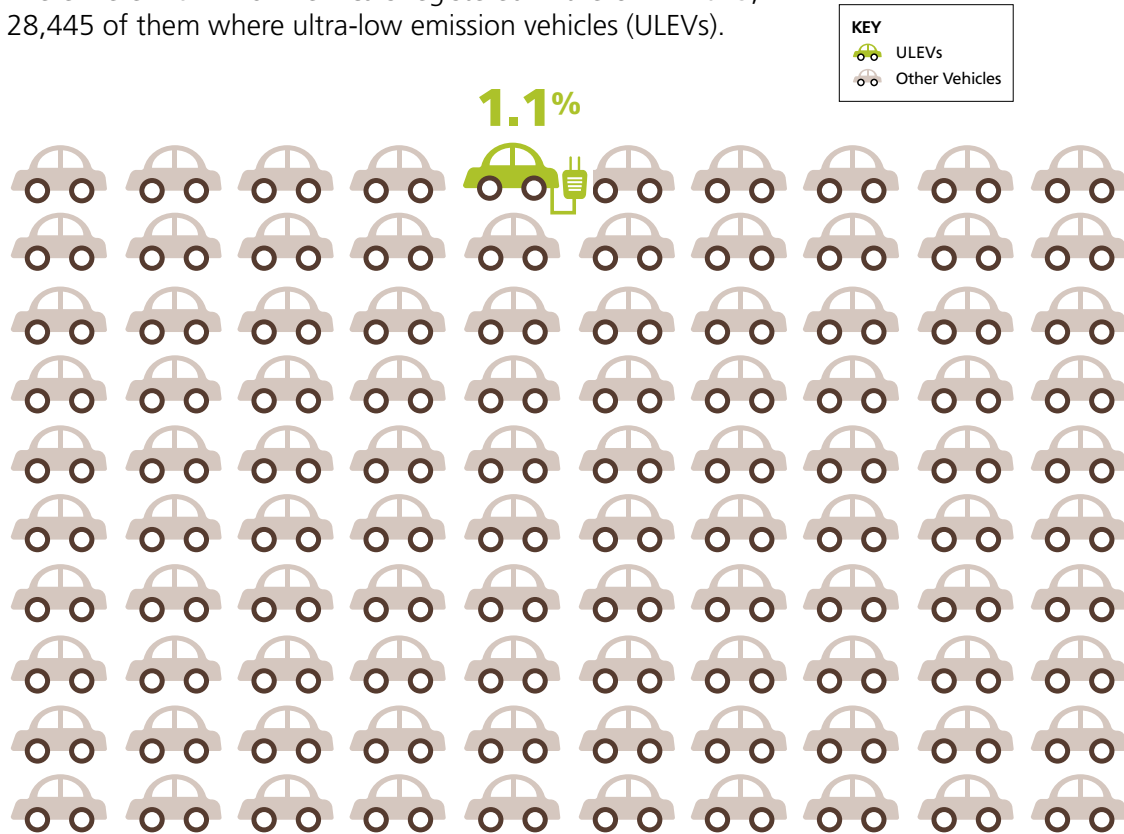 28,445 of them where ultra-low emission vehicles (ULEVs).
KEY
ULEVs
Other Vehicles
1.1%